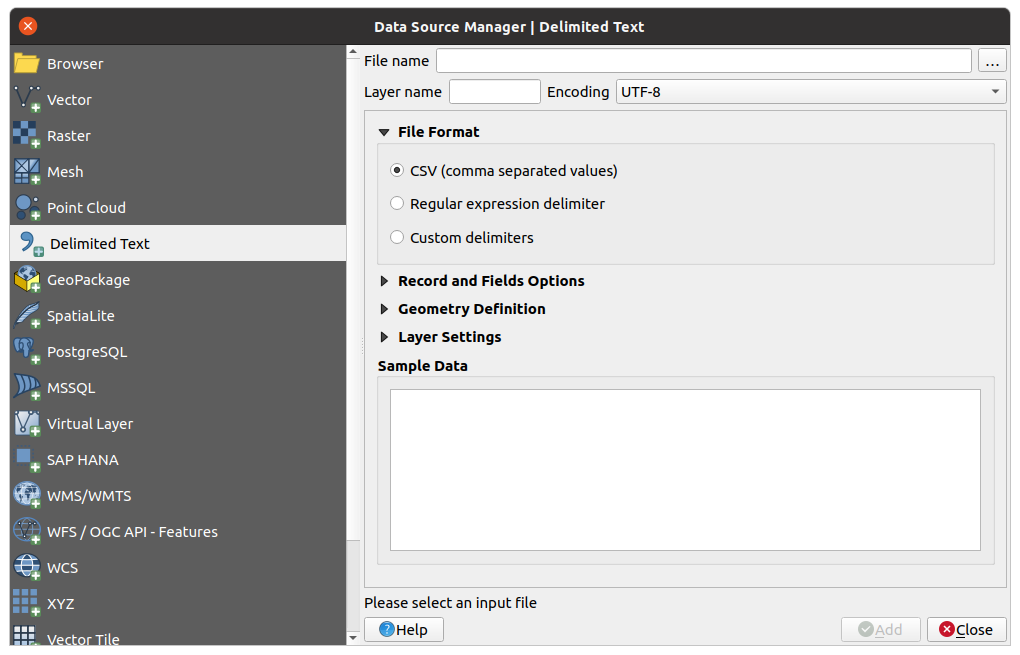 Data Source Manager | Delimited Text
Browser
Vector
Raster
Mesh
Point Cloud
Delimited Text
GeoPackage
SpatiaLite
PostgreSQL
MSSQL
Virtual Layer
SAP HANA
WMS/WMTS
WFS / OGC API - Features
WCS
XYZ
Vector Tile
File name
...
Layer name
Encoding UTF-8
File Format
CSV (comma separated values)
Regular expression delimiter
Custom delimiters
Record and Fields Options
Geometry Definition
Layer Settings
Sample Data
Please select an input file
Help
Add
Close